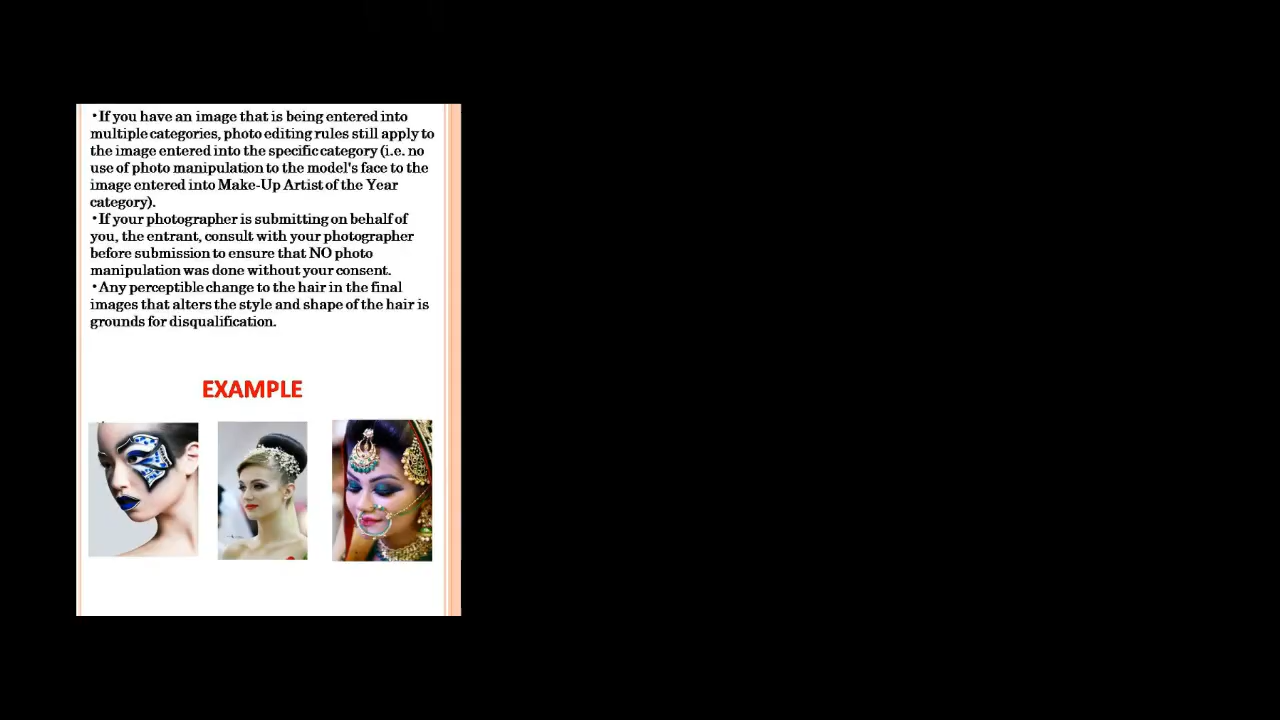 •If you have an image that is being entered into
multiple categories, photo editing rules still apply to
the image entered into the specific category (i.e. no
use of photo manipulation to the model's face to the
image entered into Make-Up Artist of the Year
category).
•If your photographer is submitting on behalf of
you, the entrant, consult with your photographer
before submission to ensure that NO photo
manipulation was done without your consent.
•Any perceptible change to the hair in the final
images that alters the style and shape of the hair is
grounds for disqualification.
EXAMPLE